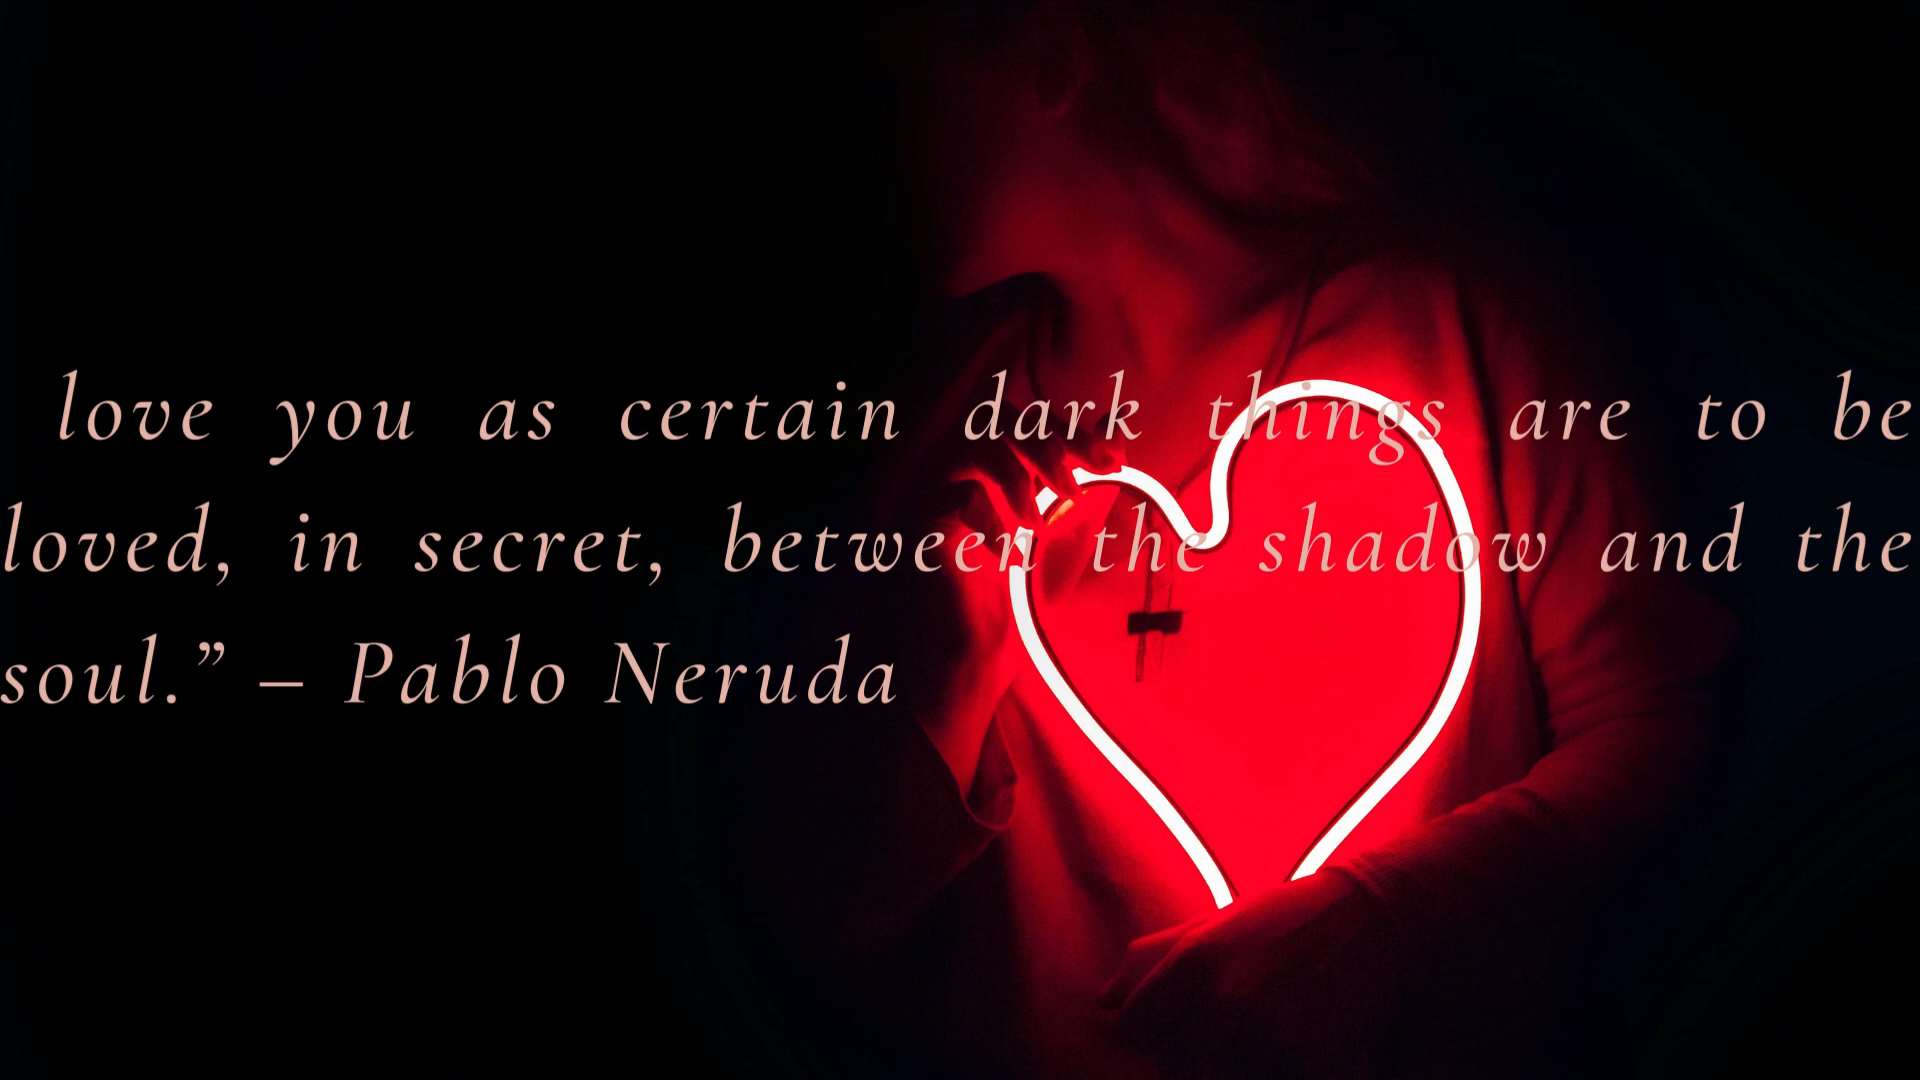 love you as certain dark things are to be
loved, in secret, between the shadow and the
soul.” – Pablo Neruda